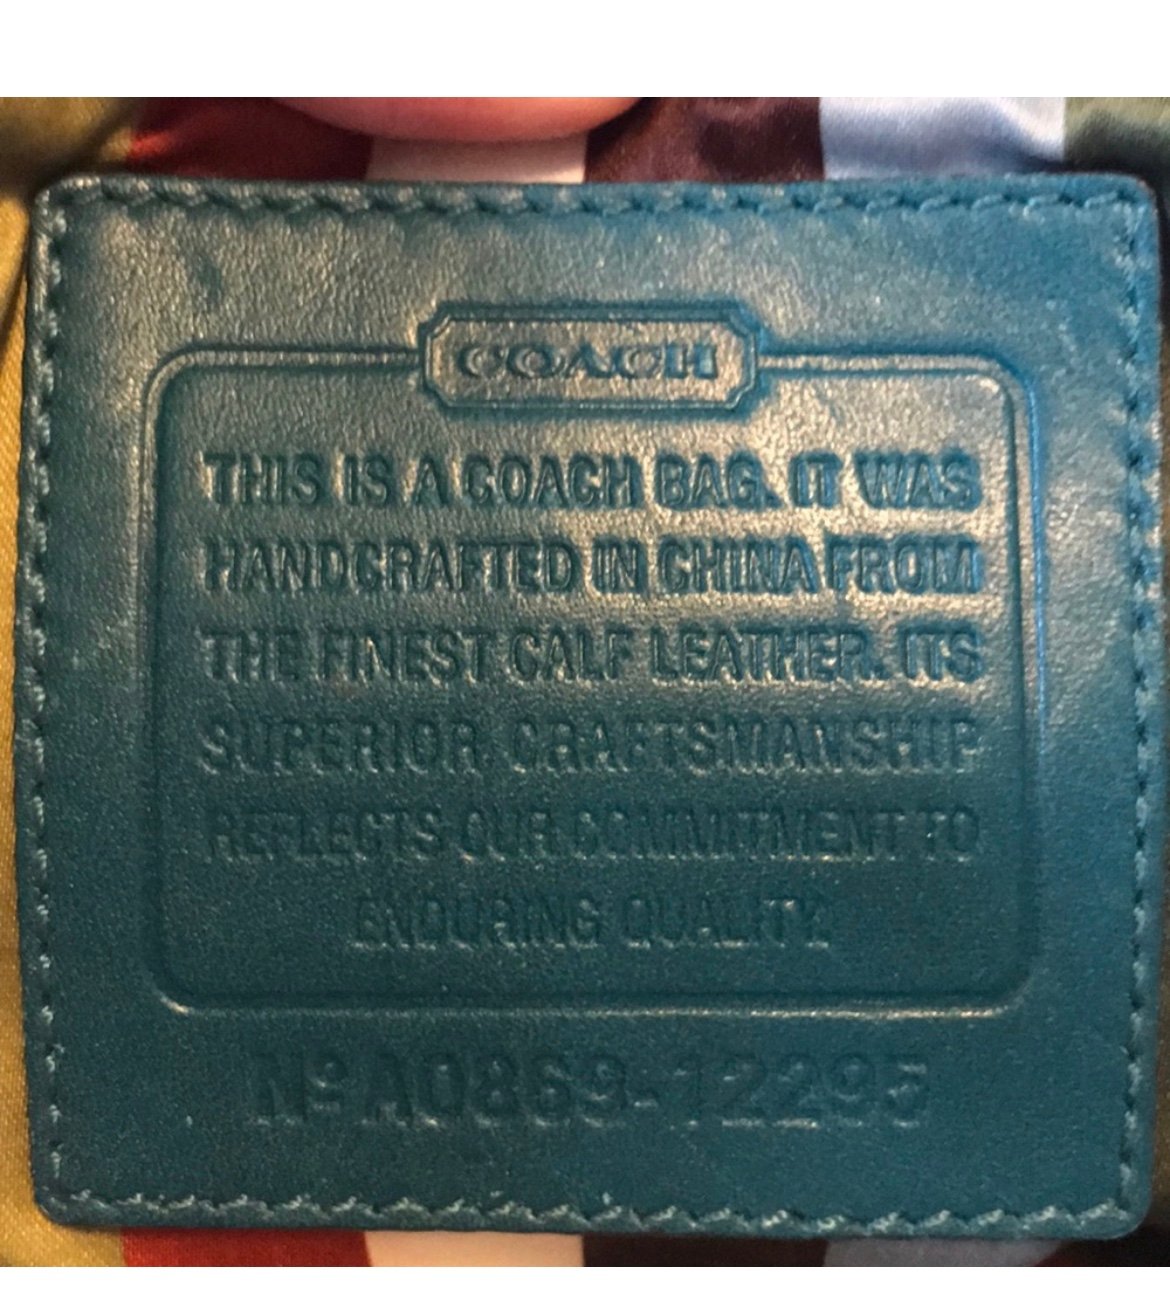 COACH
THIS IS A COACH BAG. IT WAS
HANDCRAFTED IN CHINA FROM
THE FINEST CALF LEATHER. ITS
SUPERIOR CRAFTSMANSHIP
REFLECTS OUR COMMITMENT TO
ENDURING QUALITY.
Nº A0869-12295